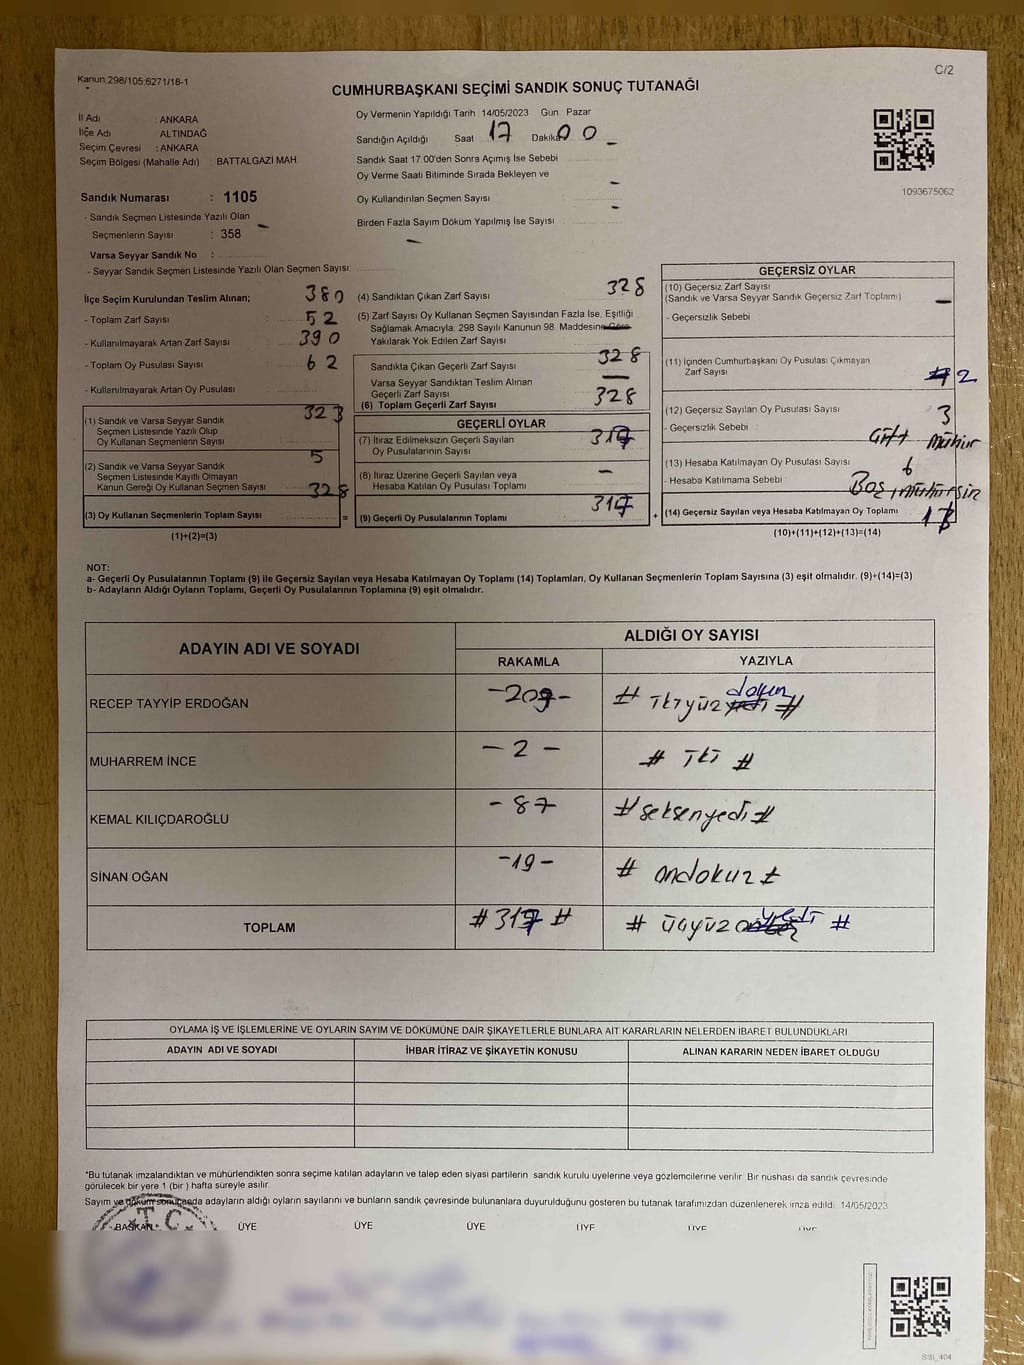 Kanun:298/105:6271/18-1
C/2
CUMHURBAŞKANI SEÇİMİ SANDIK SONUÇ TUTANAĞI
İl Adı : ANKARA
İlçe Adı : ALTINDAĞ
Seçim Çevresi : ANKARA
Seçim Bölgesi (Mahalle Adı) : BATTALGAZİ MAH.
Sandık Numarası : 1105
- Sandık Seçmen Listesinde Yazılı Olan
Seçmenlerin Sayısı : 358
Varsa Seyyar Sandık No :
- Seyyar Sandık Seçmen Listesinde Yazılı Olan Seçmen Sayısı:
Oy Vermenin Yapıldığı Tarih : 14/05/2023 Gün : Pazar
Sandığın Açıldığı Saat 17 Dakika 00
Sandık Saat 17.00'den Sonra Açılmış İse Sebebi
Oy Verme Saati Bitiminde Sırada Bekleyen ve
Oy Kullandırılan Seçmen Sayısı
Birden Fazla Sayım Döküm Yapılmış İse Sayısı
1093675062
İlçe Seçim Kurulundan Teslim Alınan;
- Toplam Zarf Sayısı 380
- Kullanılmayarak Artan Zarf Sayısı 52
- Toplam Oy Pusulası Sayısı 390
- Kullanılmayarak Artan Oy Pusulası 62
(1) Sandık ve Varsa Seyyar Sandık
Seçmen Listesinde Yazılı Olup
Oy Kullanan Seçmenlerin Sayısı 323
(2) Sandık ve Varsa Seyyar Sandık
Seçmen Listesinde Kayıtlı Olmayan
Kanun Gereği Oy Kullanan Seçmen Sayısı 5
(3) Oy Kullanan Seçmenlerin Toplam Sayısı 328 =
(1)+(2)=(3)
(4) Sandıktan Çıkan Zarf Sayısı 328
(5) Zarf Sayısı Oy Kullanan Seçmen Sayısından Fazla İse, Eşitliği
Sağlamak Amacıyla, 298 Sayılı Kanunun 98. Maddesine Göre
Yakılarak Yok Edilen Zarf Sayısı
Sandıkta Çıkan Geçerli Zarf Sayısı 328
Varsa Seyyar Sandıktan Teslim Alınan
Geçerli Zarf Sayısı —
(6) Toplam Geçerli Zarf Sayısı 328
GEÇERLİ OYLAR
(7) İtiraz Edilmeksizin Geçerli Sayılan
Oy Pusulalarının Sayısı 317
(8) İtiraz Üzerine Geçerli Sayılan veya
Hesaba Katılan Oy Pusulası Toplamı —
(9) Geçerli Oy Pusulalarının Toplamı 317 +
GEÇERSİZ OYLAR
(10) Geçersiz Zarf Sayısı
(Sandık ve Varsa Seyyar Sandık Geçersiz Zarf Toplamı) —
- Geçersizlik Sebebi
(11) İçinden Cumhurbaşkanı Oy Pusulası Çıkmayan
Zarf Sayısı 2
(12) Geçersiz Sayılan Oy Pusulası Sayısı 3
- Geçersizlik Sebebi : Çift mühür
(13) Hesaba Katılmayan Oy Pusulası Sayısı 6
- Hesaba Katılmama Sebebi : Boş, mühürsüz
(14) Geçersiz Sayılan veya Hesaba Katılmayan Oy Toplamı
(10)+(11)+(12)+(13)=(14)
NOT:
a- Geçerli Oy Pusulalarının Toplamı (9) ile Geçersiz Sayılan veya Hesaba Katılmayan Oy Toplamı (14) Toplamları, Oy Kullanan Seçmenlerin Toplam Sayısına (3) eşit olmalıdır. (9)+(14)=(3)
b- Adayların Aldığı Oyların Toplamı, Geçerli Oy Pusulalarının Toplamına (9) eşit olmalıdır.
ADAYIN ADI VE SOYADI ALDIĞI OY SAYISI
RAKAMLA YAZIYLA
RECEP TAYYİP ERDOĞAN -209- # ikiyüz dokuz #
MUHARREM İNCE - 2 - # iki #
KEMAL KILIÇDAROĞLU - 87 # seksenyedi #
SİNAN OĞAN -19- # ondokuz #
TOPLAM # 317 # # üçyüz yedi #
OYLAMA İŞ VE İŞLEMLERİNE VE OYLARIN SAYIM VE DÖKÜMÜNE DAİR ŞİKAYETLERLE BUNLARA AİT KARARLARIN NELERDEN İBARET BULUNDUKLARI
ADAYIN ADI VE SOYADI İHBAR İTİRAZ VE ŞİKAYETİN KONUSU ALINAN KARARIN NEDEN İBARET OLDUĞU
*Bu tutanak imzalandıktan ve mühürlendikten sonra seçime katılan adayların ve talep eden siyasi partilerin sandık kurulu üyelerine veya gözlemcilerine verilir. Bir nüshası da sandık çevresinde
görülecek bir yere 1 (bir) hafta süreyle asılır.
Sayım ve döküm sonucunda adayların aldığı oyların sayılarını ve bunların sandık çevresinde bulunanlara duyurulduğunu gösteren bu tutanak tarafımızdan düzenlenerek imza edildi. 14/05/2023
T.C.
BAŞKAN ÜYE ÜYE ÜYE ÜYE ÜYE ÜYE